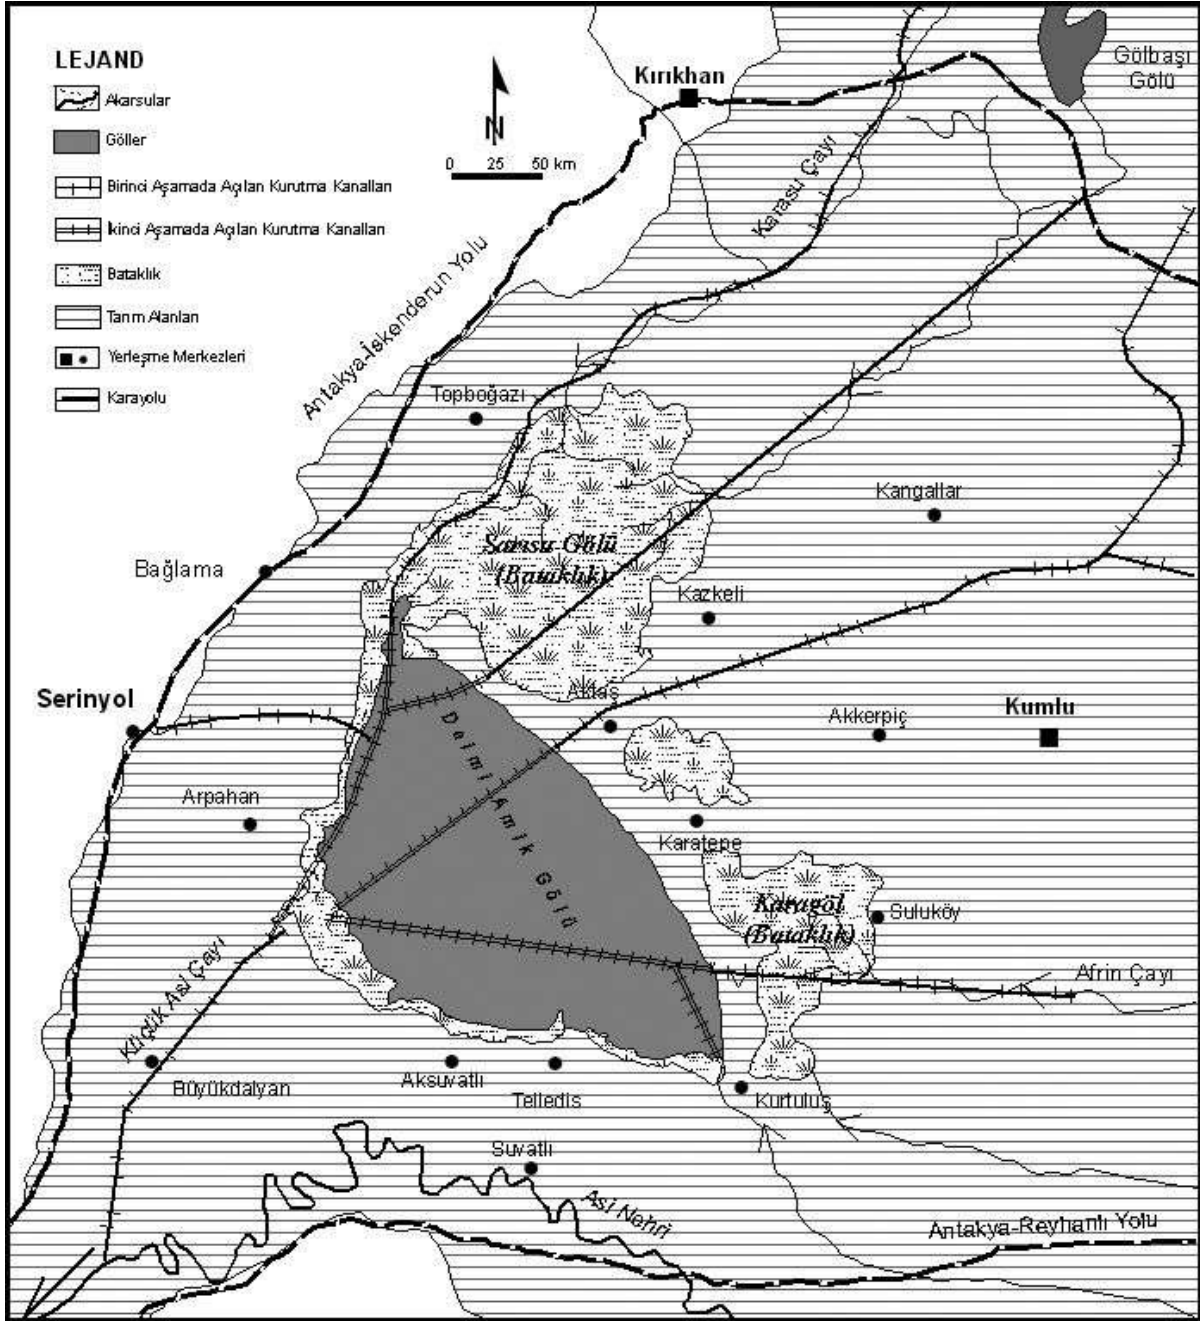 LEJAND
Akarsular
Göller
Birinci Aşamada Açılan Kurutma Kanalları
İkinci Aşamada Açılan Kurutma Kanalları
Bataklık
Tarım Alanları
Yerleşme Merkezleri
Karayolu
N
0 25 50 km
Kırıkhan
Gölbaşı
Gölü
Karasu Çayı
Antakya-İskenderun Yolu
Topboğazı
Kangallar
Sarısu Gölü
(Bataklık)
Bağlama
Kazkeli
Aktaş
Serinyol
Akkerpiç
Kumlu
Daimi Amik Gölü
Arpahan
Karatepe
Karagöl
(Bataklık)
Suluköy
Küçük Asi Çayı
Afrin Çayı
Büyükdalyan
Aksuvatlı
Telledis
Kurtuluş
Suvatlı
Asi Nehri
Antakya-Reyhanlı Yolu